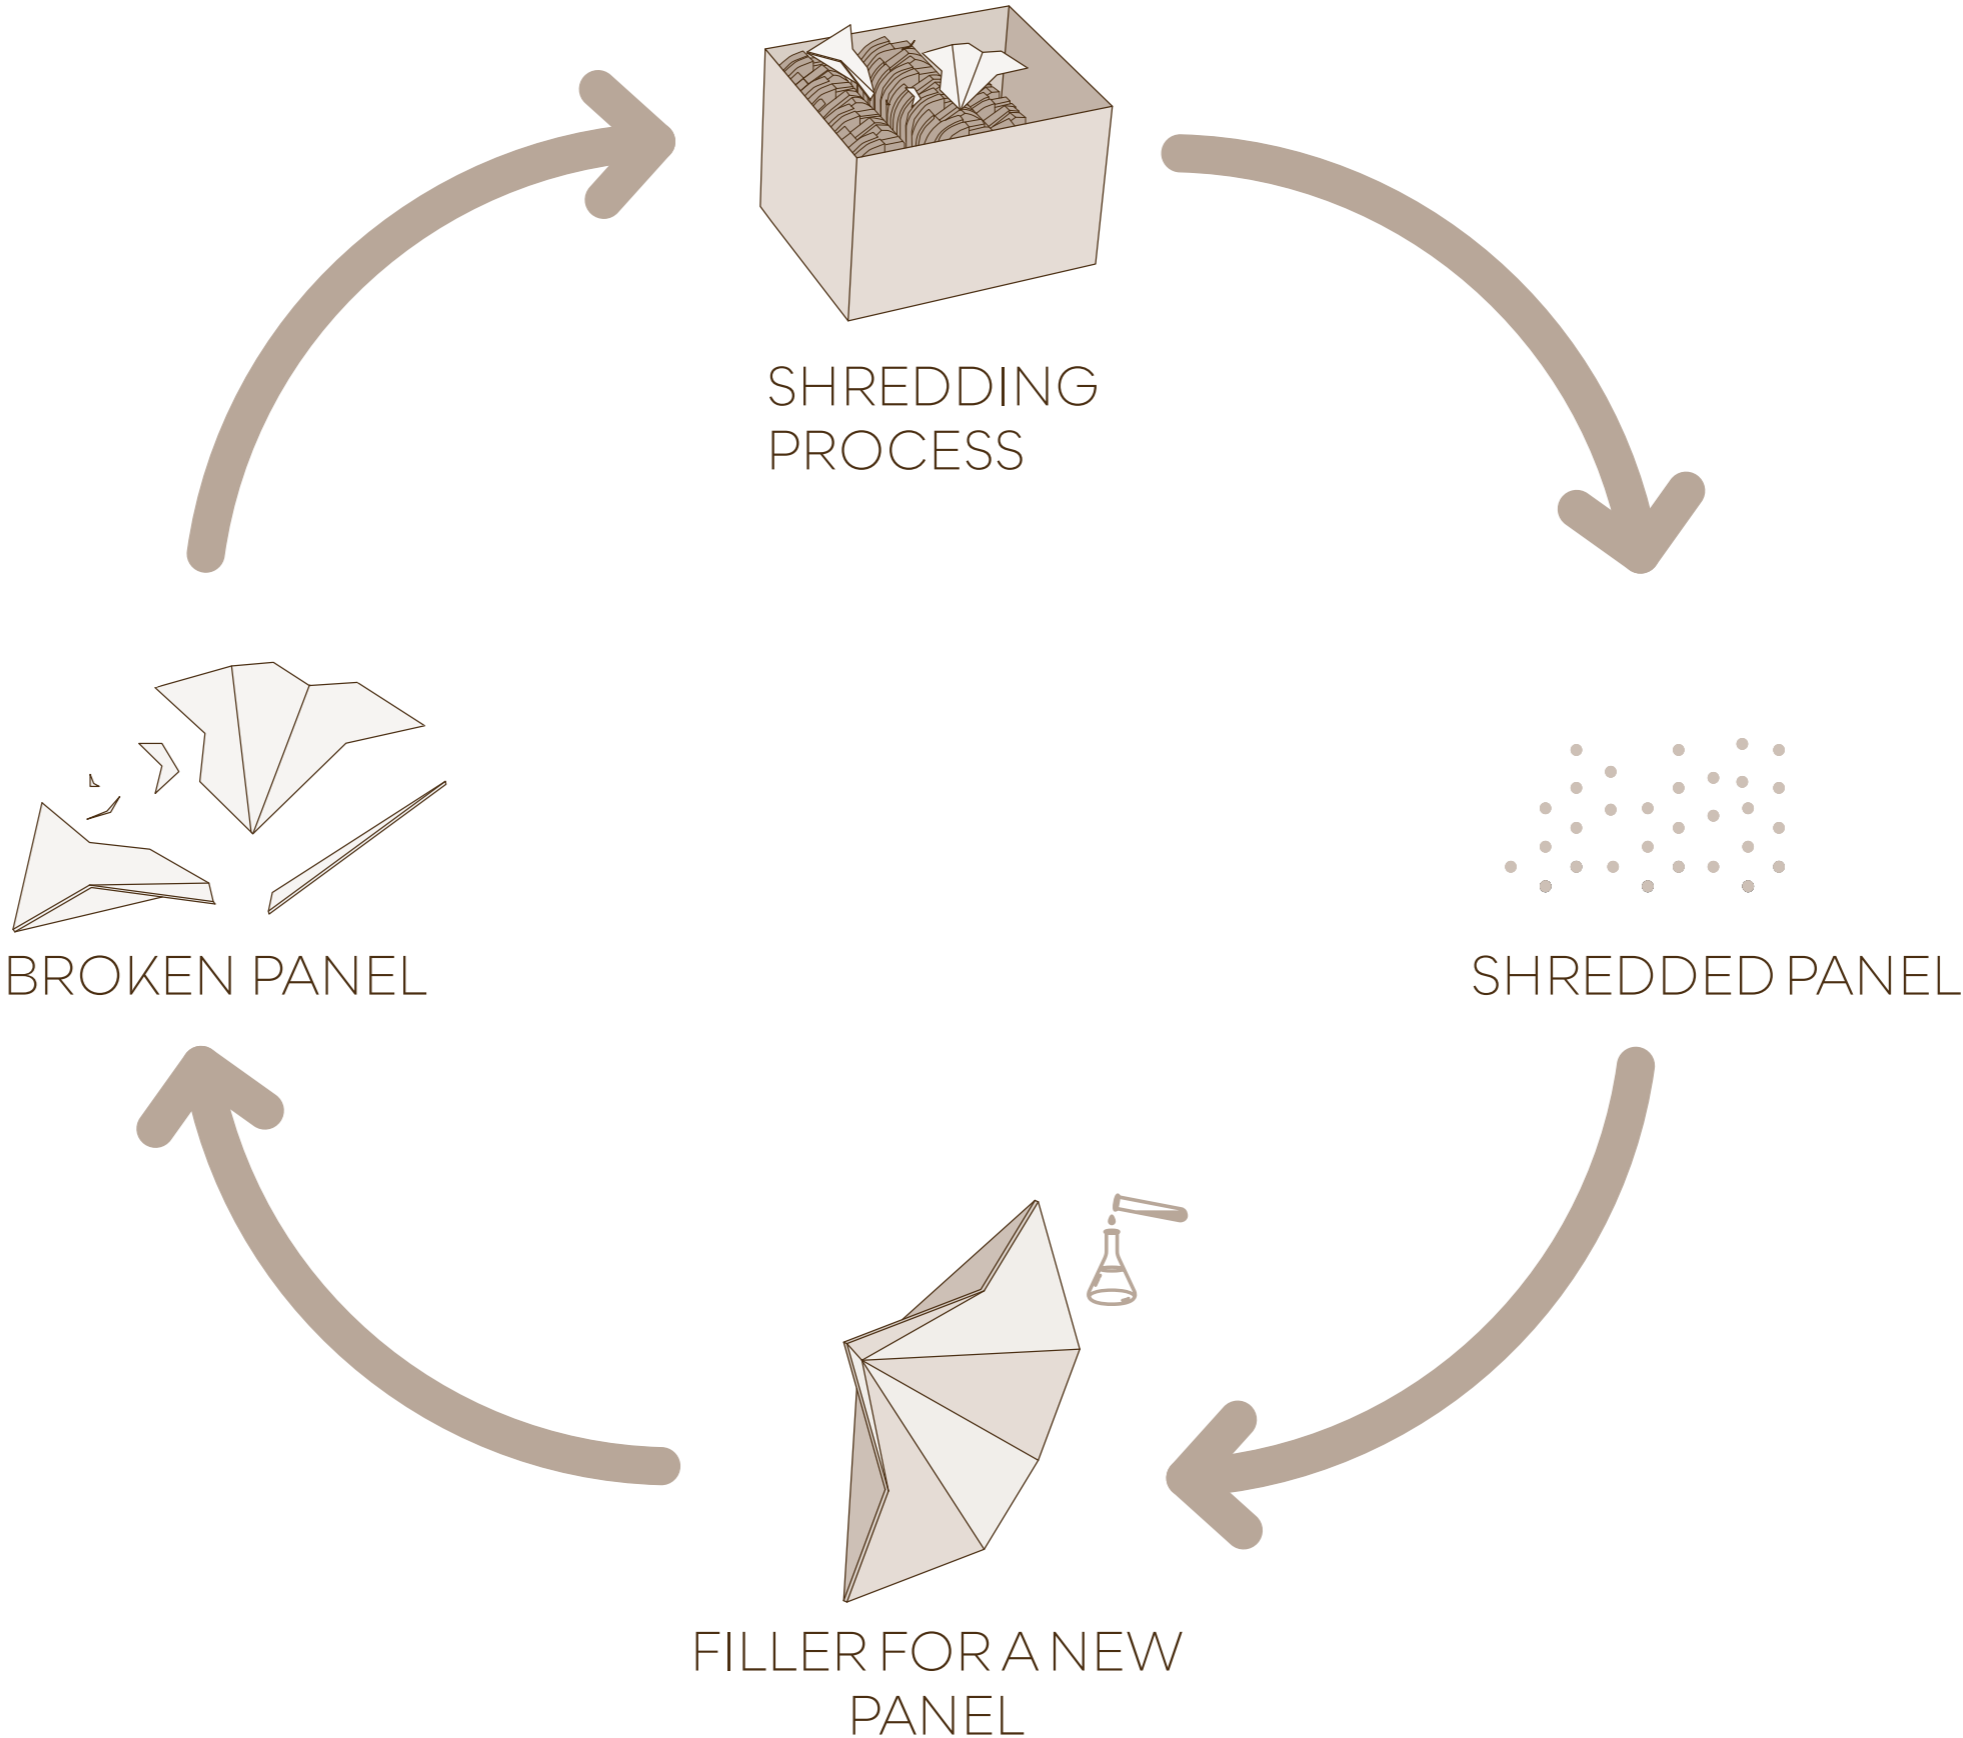 SHREDDING
PROCESS
BROKEN PANEL
SHREDDED PANEL
FILLER FOR A NEW
PANEL